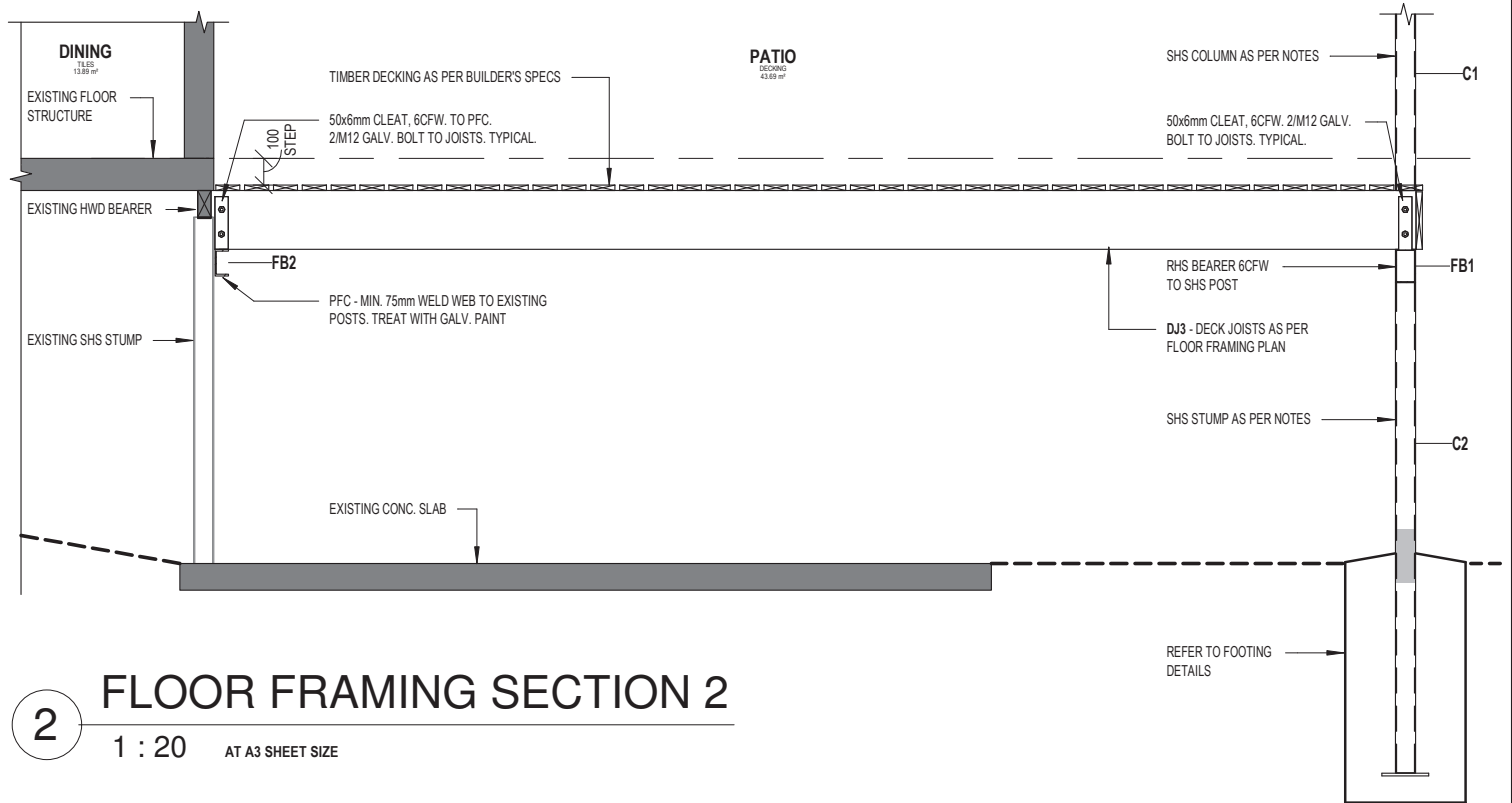 DINING
TILES
13.89 m²
EXISTING FLOOR
STRUCTURE
TIMBER DECKING AS PER BUILDER'S SPECS
PATIO
DECKING
43.69 m²
SHS COLUMN AS PER NOTES
C1
50x6mm CLEAT, 6CFW. TO PFC.
2/M12 GALV. BOLT TO JOISTS. TYPICAL.
100
STEP
50x6mm CLEAT, 6CFW. 2/M12 GALV.
BOLT TO JOISTS. TYPICAL.
EXISTING HWD BEARER
FB2
PFC - MIN. 75mm WELD WEB TO EXISTING
POSTS. TREAT WITH GALV. PAINT
RHS BEARER 6CFW
TO SHS POST
FB1
EXISTING SHS STUMP
DJ3 - DECK JOISTS AS PER
FLOOR FRAMING PLAN
SHS STUMP AS PER NOTES
C2
EXISTING CONC. SLAB
REFER TO FOOTING
DETAILS
2
FLOOR FRAMING SECTION 2
1 : 20 AT A3 SHEET SIZE